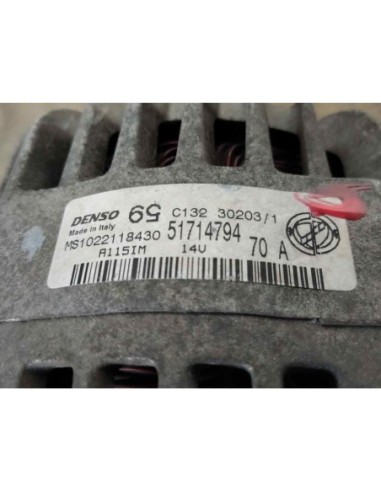 DENSO 59 C132 30203/1
Made in Italy
MS1022118430 51714794 70 A
A115IM 14V